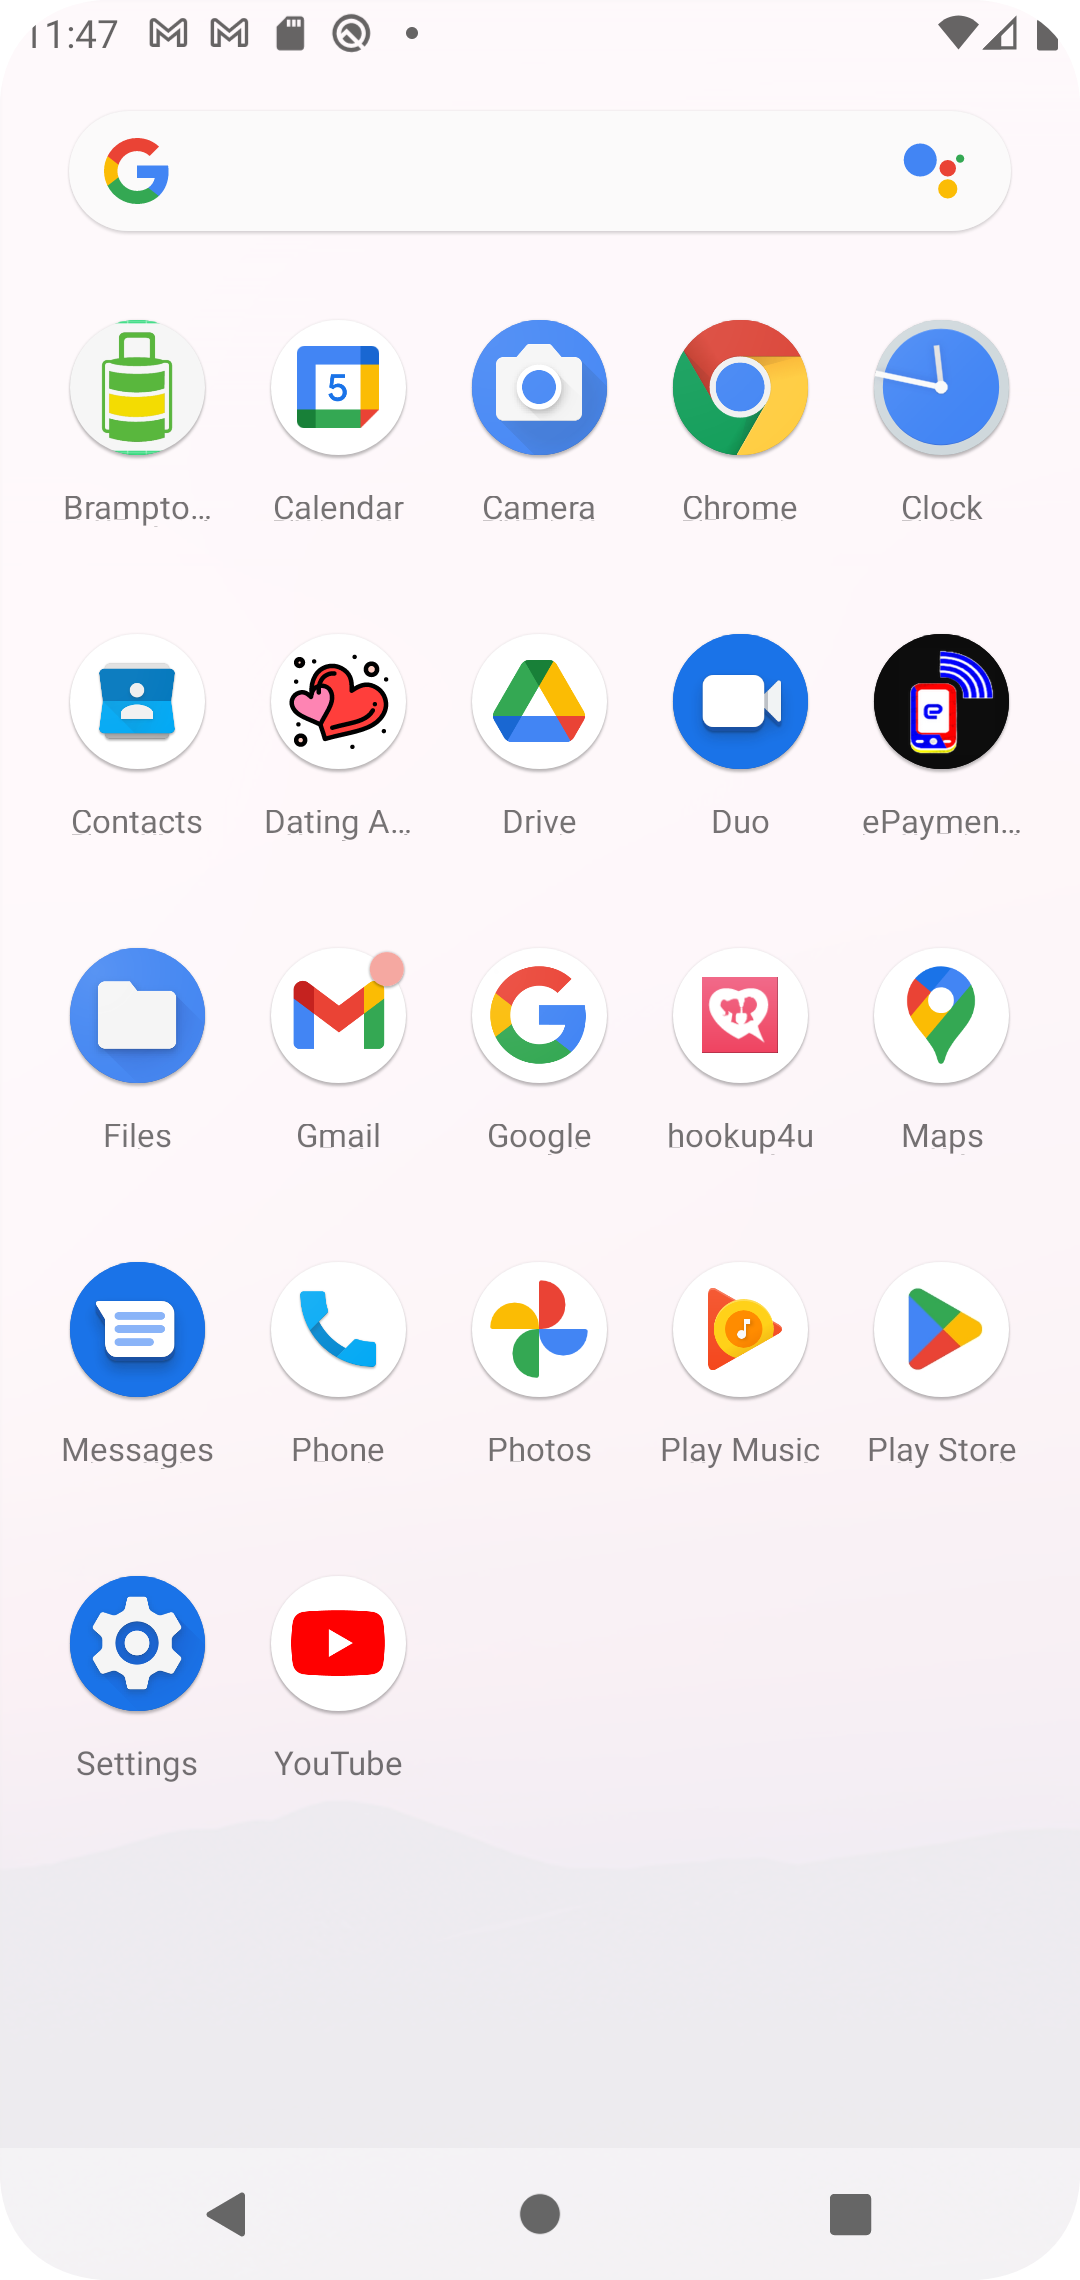 11:47
Brampto...
Calendar
Camera
Chrome
Clock
Contacts
Dating A...
Drive
Duo
ePaymen...
Files
Gmail
Google
hookup4u
Maps
Messages
Phone
Photos
Play Music
Play Store
Settings
YouTube
5